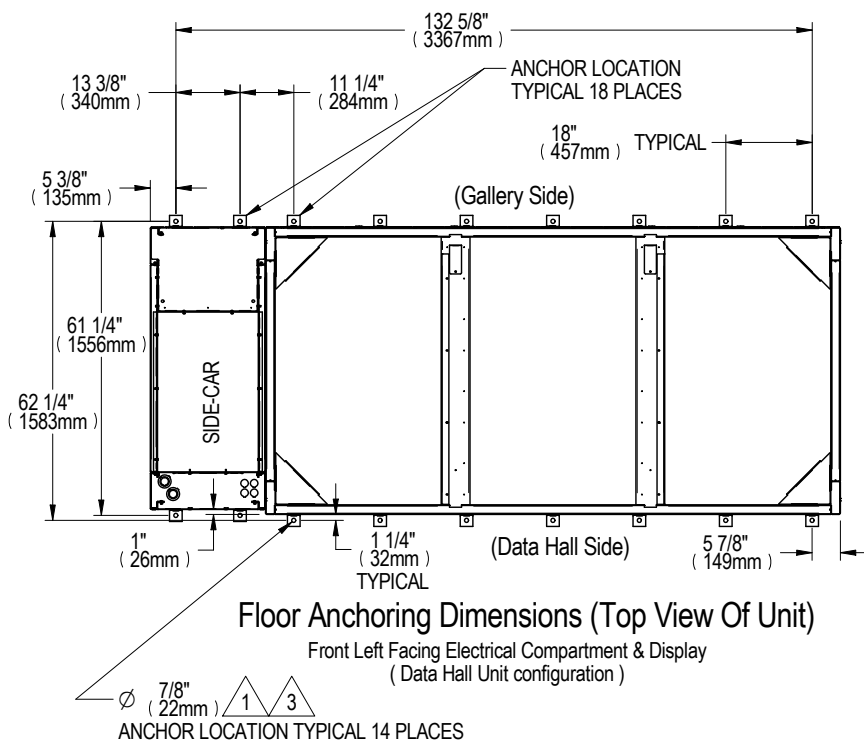 132 5/8"
( 3367mm )
13 3/8"
( 340mm )
11 1/4"
( 284mm )
ANCHOR LOCATION
TYPICAL 18 PLACES
18"
( 457mm )
TYPICAL
5 3/8"
( 135mm )
(Gallery Side)
61 1/4"
( 1556mm )
62 1/4"
( 1583mm )
SIDE-CAR
1"
( 26mm )
1 1/4"
( 32mm )
TYPICAL
(Data Hall Side)
5 7/8"
( 149mm )
Floor Anchoring Dimensions (Top View Of Unit)
Front Left Facing Electrical Compartment & Display
( Data Hall Unit configuration )
Ø 7/8"
( 22mm )
1 3
ANCHOR LOCATION TYPICAL 14 PLACES